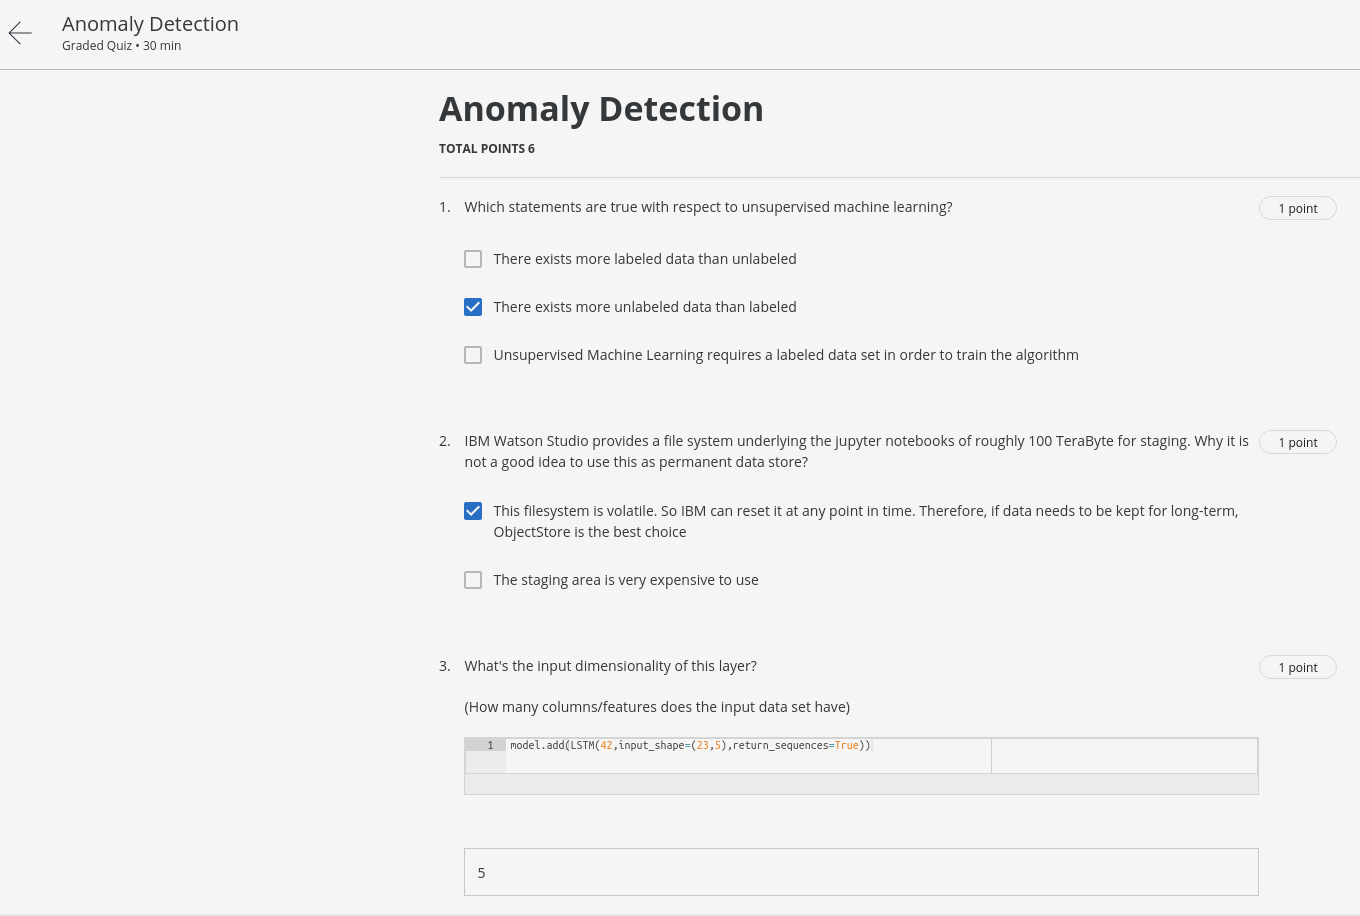 Anomaly Detection
Graded Quiz • 30 min
Anomaly Detection
TOTAL POINTS 6
1. Which statements are true with respect to unsupervised machine learning?
1 point
There exists more labeled data than unlabeled
There exists more unlabeled data than labeled
Unsupervised Machine Learning requires a labeled data set in order to train the algorithm
2. IBM Watson Studio provides a file system underlying the jupyter notebooks of roughly 100 TeraByte for staging. Why it is
1 point
not a good idea to use this as permanent data store?
This filesystem is volatile. So IBM can reset it at any point in time. Therefore, if data needs to be kept for long-term,
ObjectStore is the best choice
The staging area is very expensive to use
3. What's the input dimensionality of this layer?
1 point
(How many columns/features does the input data set have)
1 model.add(LSTM(42,input_shape=(23,5),return_sequences=True))
5